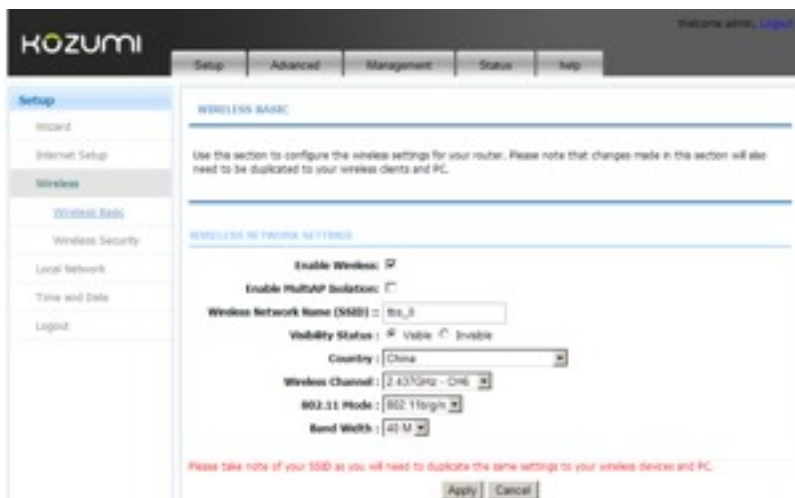 Welcome admin, Logout
KOZUMI
Setup
Advanced
Management
Status
help
Setup
Wizard
Internet Setup
Wireless
Wireless Basic
Wireless Security
Local Network
Time and Date
Logout
WIRELESS BASIC
Use this section to configure the wireless settings for your router. Please note that changes made in this section will also
need to be duplicated to your wireless clients and PC.
WIRELESS NETWORK SETTINGS
Enable Wireless:
Enable MultiAP Isolation:
Wireless Network Name (SSID) ::
Visibility Status : Visible Invisible
Country : China
Wireless Channel : 2.437GHz - CH6
802.11 Mode : 802.11b/g/n
Band Width : 40 M
Please take note of your SSID as you will need to duplicate the same settings to your wireless devices and PC.
Apply Cancel